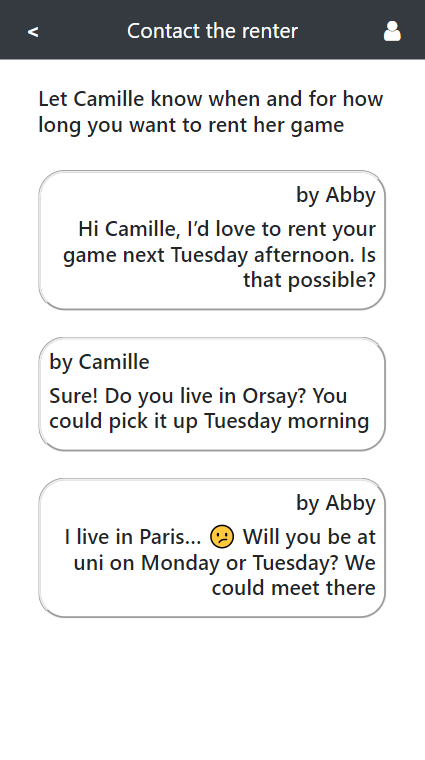 < Contact the renter
Let Camille know when and for how
long you want to rent her game
by Abby
Hi Camille, I’d love to rent your
game next Tuesday afternoon. Is
that possible?
by Camille
Sure! Do you live in Orsay? You
could pick it up Tuesday morning
by Abby
I live in Paris... 😕 Will you be at
uni on Monday or Tuesday? We
could meet there